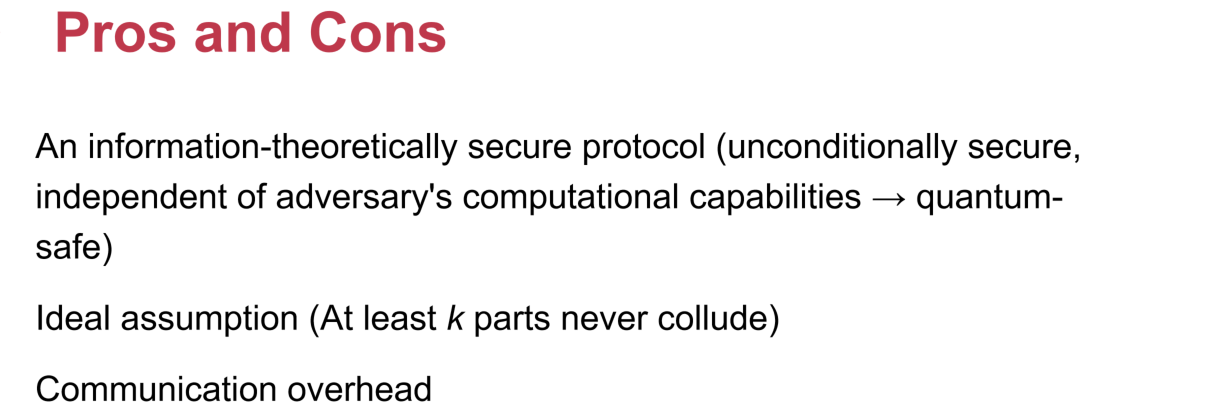 Pros and Cons
An information-theoretically secure protocol (unconditionally secure,
independent of adversary's computational capabilities → quantum-
safe)
Ideal assumption (At least k parts never collude)
Communication overhead